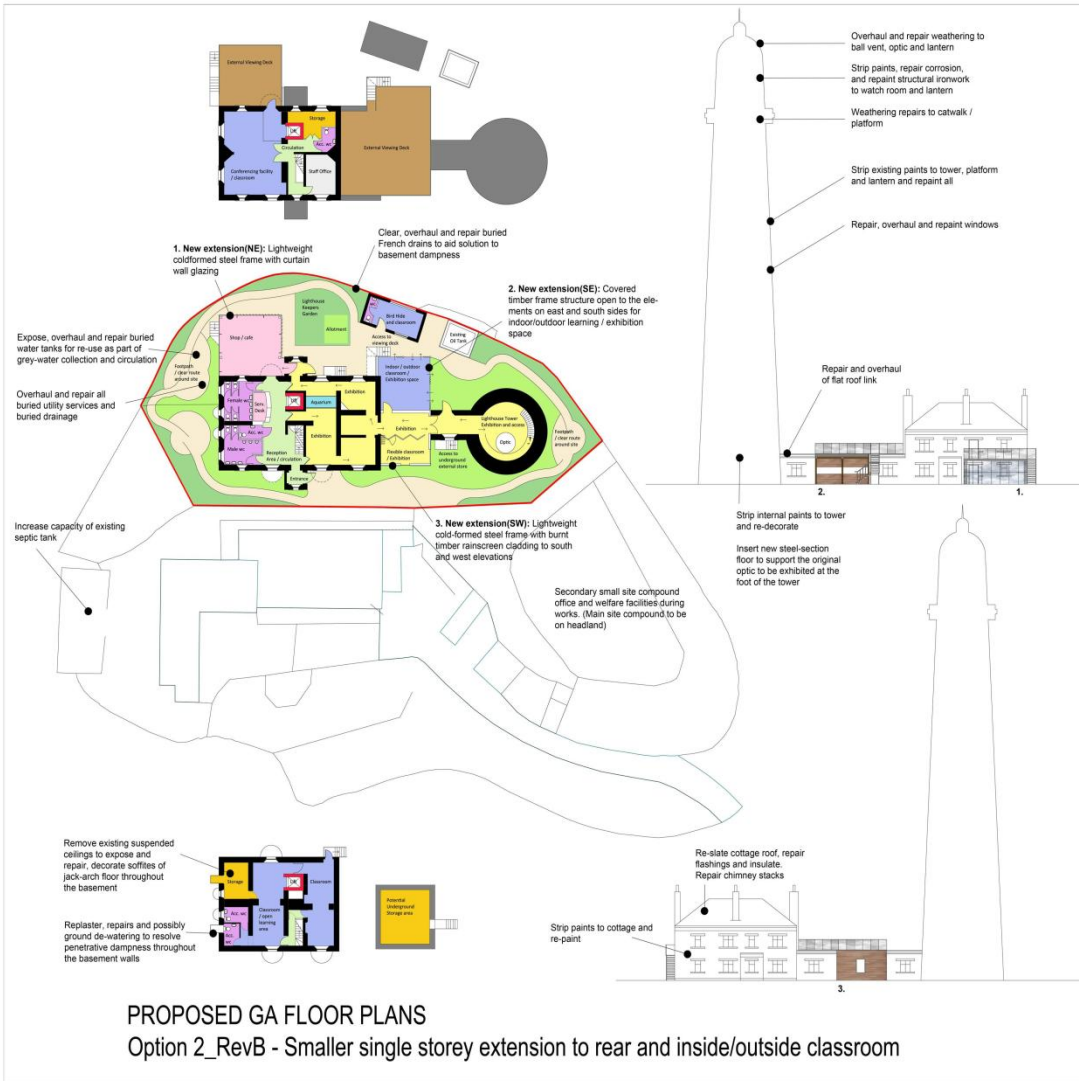 External Viewing Deck
Storage
Lift
Acc. wc
Circulation
External Viewing Deck
Conferencing facility
/ classroom
Staff Office
Overhaul and repair weathering to
ball vent, optic and lantern
Strip paints, repair corrosion,
and repaint structural ironwork
to watch room and lantern
Weathering repairs to catwalk /
platform
Strip existing paints to tower, platform
and lantern and repaint all
Repair, overhaul and repaint windows
Clear, overhaul and repair buried
French drains to aid solution to
basement dampness
1. New extension(NE): Lightweight
coldformed steel frame with curtain
wall glazing
2. New extension(SE): Covered
timber frame structure open to the ele-
ments on east and south sides for
indoor/outdoor learning / exhibition
space
Expose, overhaul and repair buried
water tanks for re-use as part of
grey-water collection and circulation
Overhaul and repair all
buried utility services and
buried drainage
Lighthouse
Keepers
Garden
Allotment
wc
Bird Hide
and classroom
Access to
viewing deck
Existing
Oil Tank
Shop / cafe
Footpath
/ clear route
around site
Indoor / outdoor
classroom /
Exhibition space
Female wc
Serv.
Desk
Lift
Aquarium
Exhibition
Acc. wc
Male wc
Reception
Area / circulation
Exhibition
Exhibition
Lighthouse Tower
Exhibition and access
Optic
Flexible classroom
/ Exhibition
Access to
underground
external store
Footpath
/ clear route
around site
Entrance
Repair and overhaul
of flat roof link
2.
1.
Increase capacity of existing
septic tank
3. New extension(SW): Lightweight
cold-formed steel frame with burnt
timber rainscreen cladding to south
and west elevations
Strip internal paints to tower
and re-decorate
Insert new steel-section
floor to support the original
optic to be exhibited at the
foot of the tower
Secondary small site compound
office and welfare facilities during
works. (Main site compound to be
on headland)
Remove existing suspended
ceilings to expose and
repair, decorate soffites of
jack-arch floor throughout
the basement
Replaster, repairs and possibly
ground de-watering to resolve
penetrative dampness throughout
the basement walls
Storage
Lift
Classroom
Acc. wc
Acc.
wc
Classroom
/ open
learning
area
Potential
Underground
Storage area
Re-slate cottage roof, repair
flashings and insulate.
Repair chimney stacks
Strip paints to cottage and
re-paint
3.
PROPOSED GA FLOOR PLANS
Option 2_RevB - Smaller single storey extension to rear and inside/outside classroom